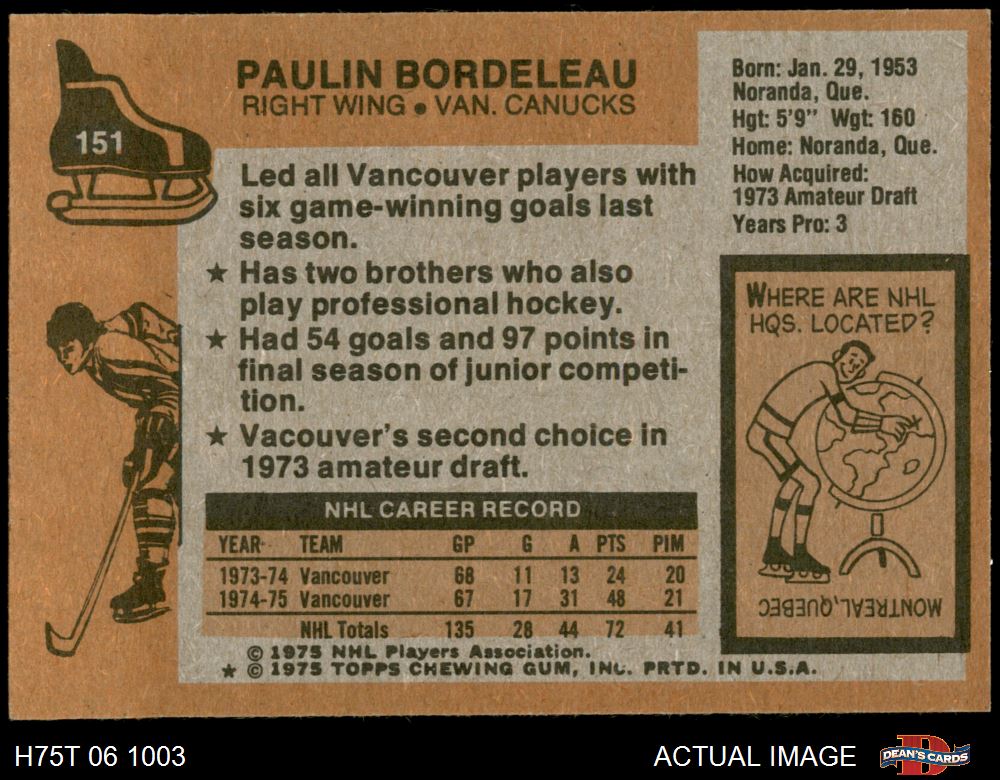 151
PAULIN BORDELEAU
RIGHT WING ● VAN. CANUCKS
Led all Vancouver players with
six game-winning goals last
season.
★ Has two brothers who also
play professional hockey.
★ Had 54 goals and 97 points in
final season of junior competi-
tion.
★ Vacouver's second choice in
1973 amateur draft.
Born: Jan. 29, 1953
Noranda, Que.
Hgt: 5'9" Wgt: 160
Home: Noranda, Que.
How Acquired:
1973 Amateur Draft
Years Pro: 3
WHERE ARE NHL
HQS. LOCATED?
MONTREAL, QUEBEC
NHL CAREER RECORD
YEAR TEAM GP G A PTS PIM
1973-74 Vancouver 68 11 13 24 20
1974-75 Vancouver 67 17 31 48 21
NHL Totals 135 28 44 72 41
© 1975 NHL Players Association.
★ © 1975 TOPPS CHEWING GUM, INC. PRTD. IN U.S.A.
H75T 06 1003
ACTUAL IMAGE
DEAN'S CARDS